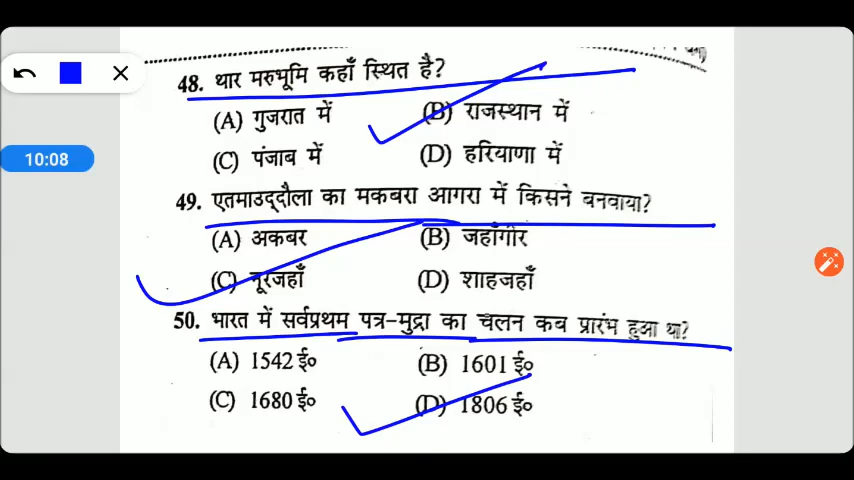 48. थार मरुभूमि कहाँ स्थित है?
(A) गुजरात में (B) राजस्थान में
(C) पंजाब में (D) हरियाणा में
10:08
49. एतमाउद्दौला का मकबरा आगरा में किसने बनवाया?
(A) अकबर (B) जहाँगीर
(C) नूरजहाँ (D) शाहजहाँ
50. भारत में सर्वप्रथम पत्र-मुद्रा का चलन कब प्रारंभ हुआ था?
(A) 1542 ई० (B) 1601 ई०
(C) 1680 ई० (D) 1806 ई०